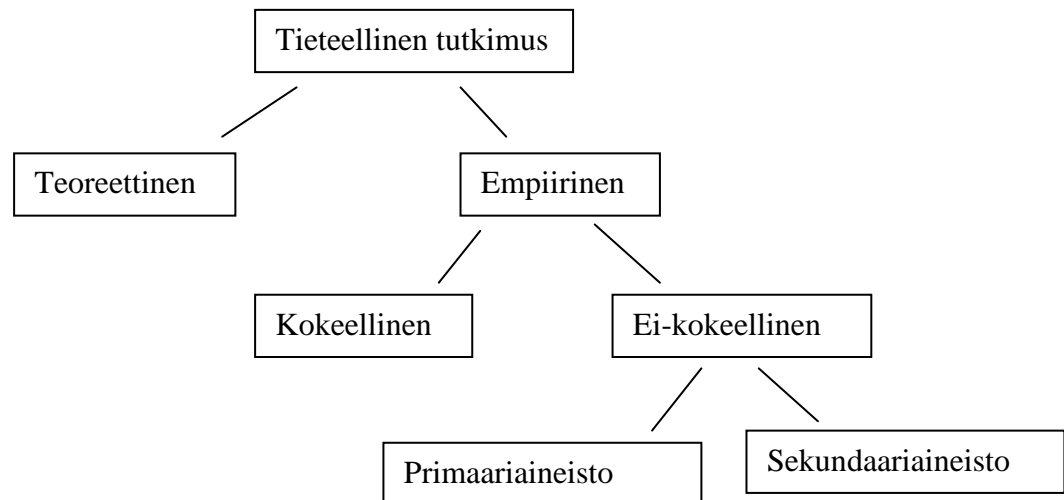 Tieteellinen tutkimus
Teoreettinen
Empiirinen
Kokeellinen
Ei-kokeellinen
Primaariaineisto
Sekundaariaineisto